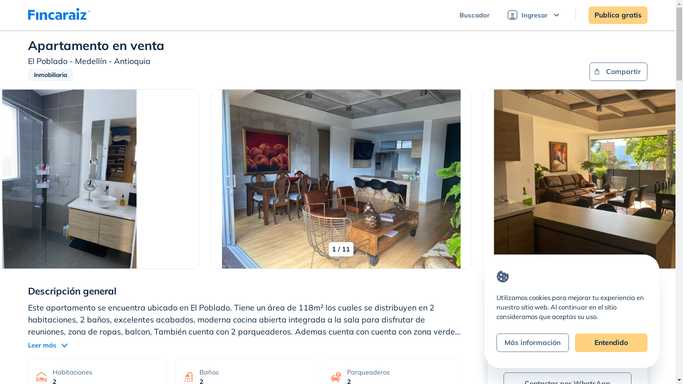 Fincaraiz
Buscador
Ingresar
Publica gratis
Apartamento en venta
El Poblado - Medellín - Antioquia
Inmobiliaria
Compartir
1 / 11
Descripción general
Este apartamento se encuentra ubicado en El Poblado. Tiene un área de 118m² los cuales se distribuyen en 2
habitaciones, 2 baños, excelentes acabados, moderna cocina abierta integrada a la sala para disfrutar de
reuniones, zona de ropas, balcon, También cuenta con 2 parqueaderos. Ademas cuenta con cuenta con zona verde...
Leer más
Habitaciones
2
Baños
2
Parqueaderos
2
Utilizamos cookies para mejorar tu experiencia en
nuestro sitio web. Al continuar en el sitio
consideramos que aceptas su uso.
Más información
Entendido
Contactar por WhatsApp